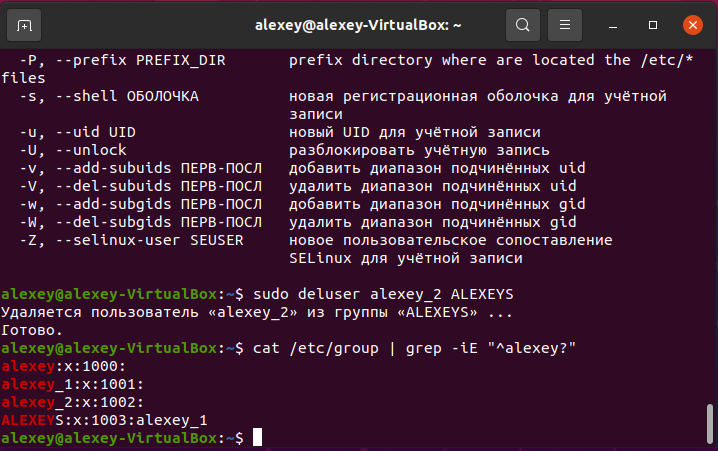 alexey@alexey-VirtualBox: ~
-P, --prefix PREFIX_DIR prefix directory where are located the /etc/*
files
-s, --shell ОБОЛОЧКА новая регистрационная оболочка для учётной
записи
-u, --uid UID новый UID для учётной записи
-U, --unlock разблокировать учётную запись
-v, --add-subuids ПЕРВ-ПОСЛ добавить диапазон подчинённых uid
-V, --del-subuids ПЕРВ-ПОСЛ удалить диапазон подчинённых uid
-w, --add-subgids ПЕРВ-ПОСЛ добавить диапазон подчинённых gid
-W, --del-subgids ПЕРВ-ПОСЛ удалить диапазон подчинённых gid
-Z, --selinux-user SEUSER новое пользовательское сопоставление
SELinux для учётной записи
alexey@alexey-VirtualBox:~$ sudo deluser alexey_2 ALEXEYS
Удаляется пользователь «alexey_2» из группы «ALEXEYS» ...
Готово.
alexey@alexey-VirtualBox:~$ cat /etc/group | grep -iE "^alexey?"
alexey:x:1000:
alexey_1:x:1001:
alexey_2:x:1002:
ALEXEYS:x:1003:alexey_1
alexey@alexey-VirtualBox:~$